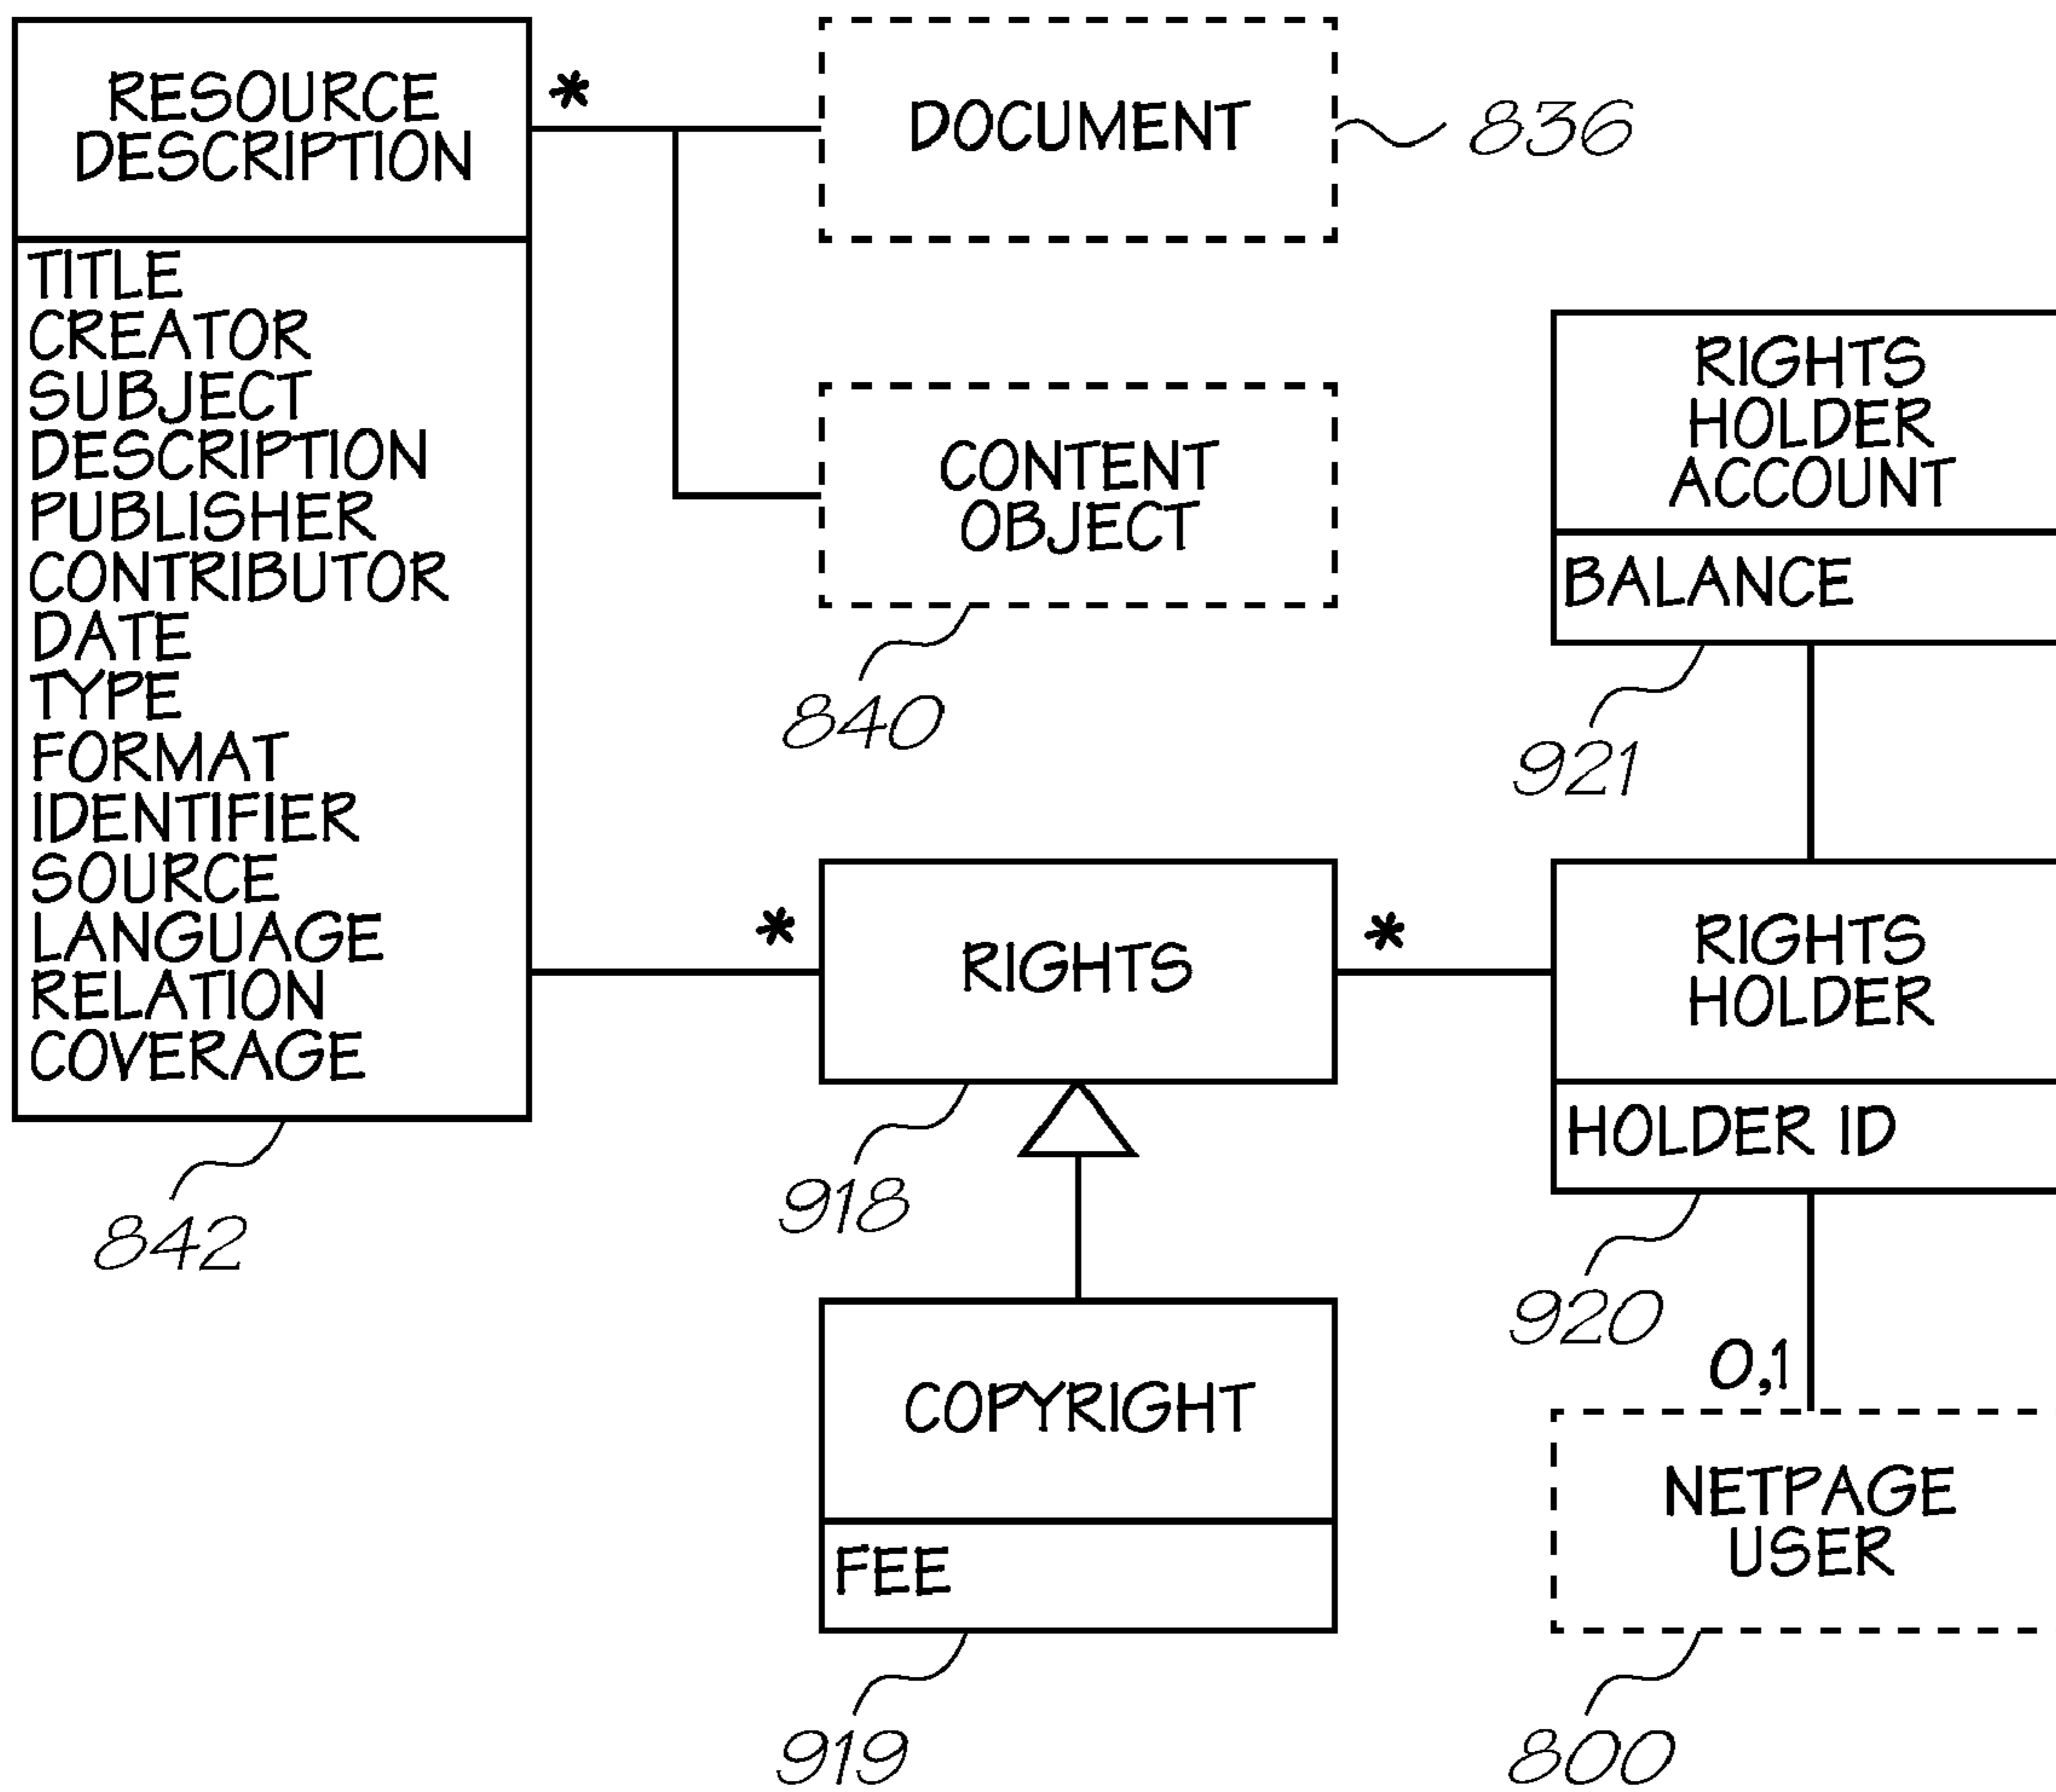 RESOURCE
DESCRIPTION
*
TITLE
CREATOR
SUBJECT
DESCRIPTION
PUBLISHER
CONTRIBUTOR
DATE
TYPE
FORMAT
IDENTIFIER
SOURCE
LANGUAGE
RELATION
COVERAGE
842
DOCUMENT
836
CONTENT
OBJECT
840
RIGHTS
HOLDER
ACCOUNT
BALANCE
921
*
RIGHTS
*
918
RIGHTS
HOLDER
HOLDER ID
920
COPYRIGHT
FEE
919
0,1
NETPAGE
USER
800